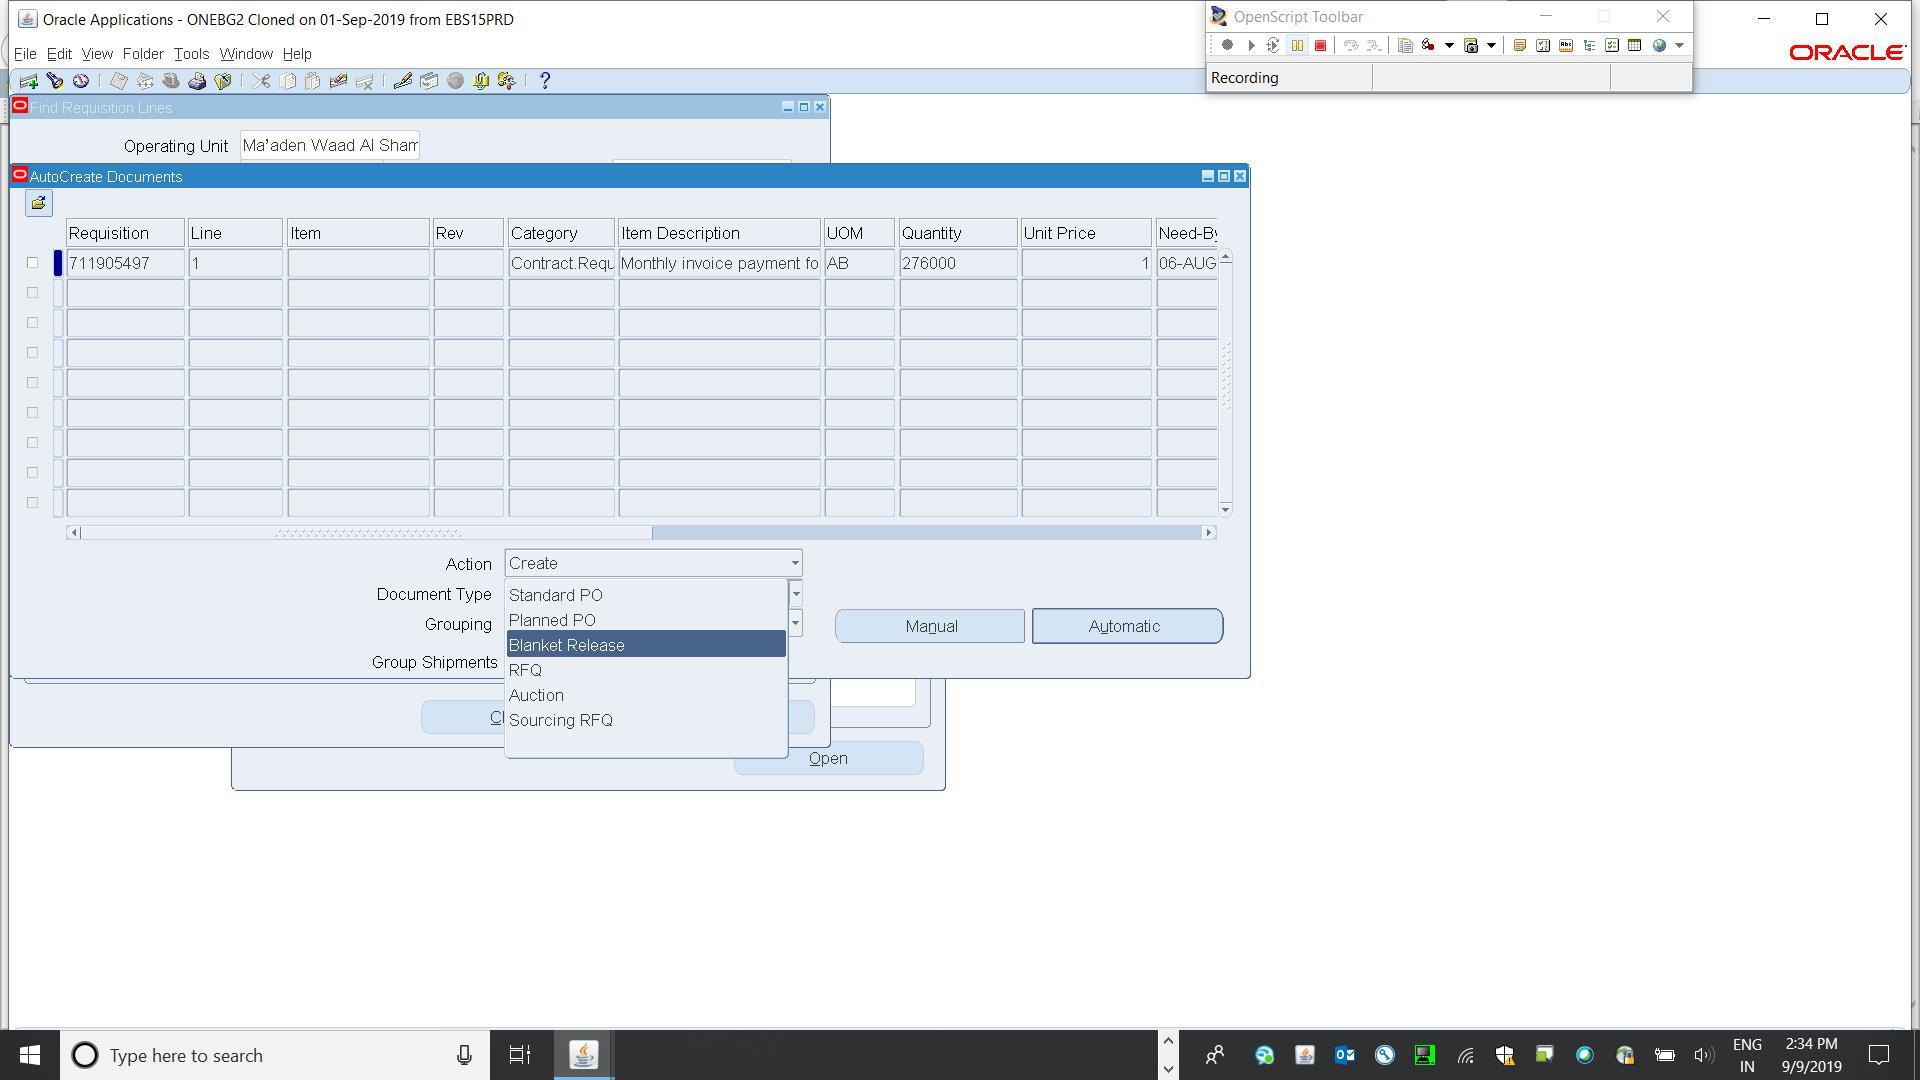 Oracle Applications - ONEBG2 Cloned on 01-Sep-2019 from EBS15PRD
OpenScript Toolbar
File Edit View Folder Tools Window Help
ORACLE
Recording
Find Requisition Lines
Operating Unit Ma'aden Waad Al Sham
AutoCreate Documents
Requisition Line Item Rev Category Item Description UOM Quantity Unit Price Need-By
711905497 1 Contract.Requ Monthly invoice payment fo AB 276000 1 06-AUG
Action Create
Document Type
Standard PO
Planned PO
Grouping
Manual Automatic
Blanket Release
Group Shipments
RFQ
Auction
Sourcing RFQ
Open
Type here to search
ENG
IN
2:34 PM
9/9/2019